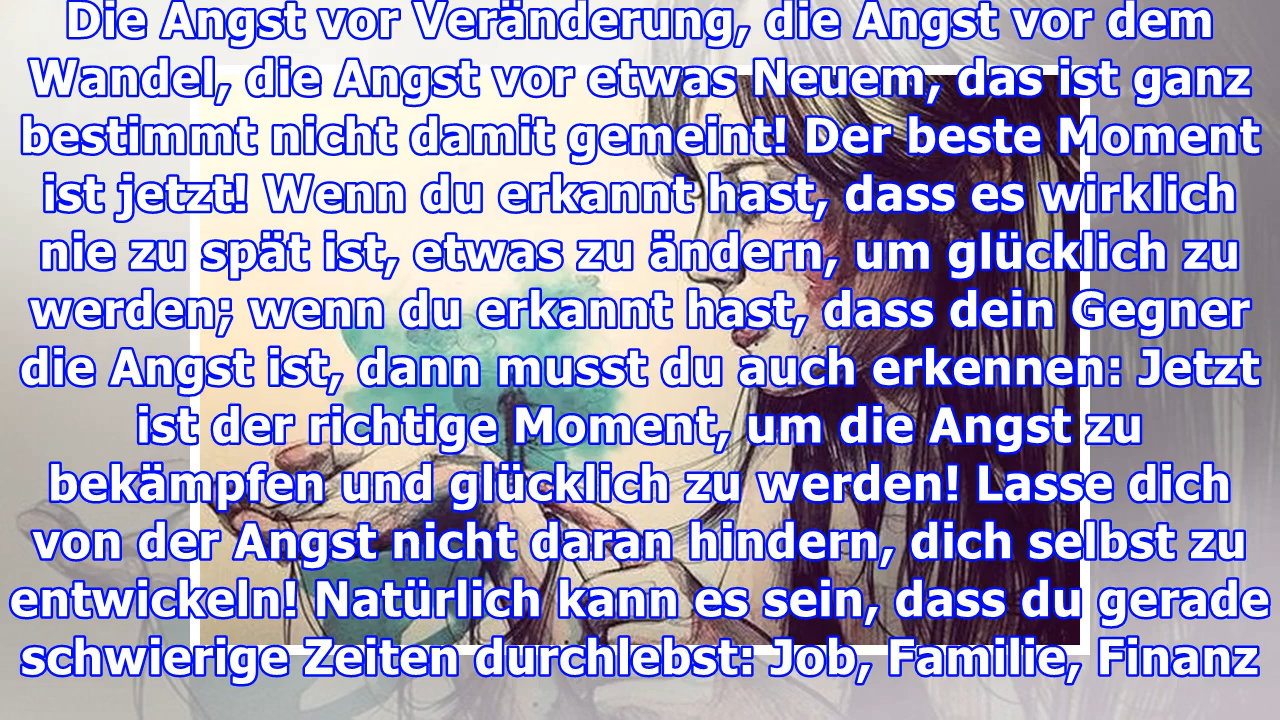 Die Angst vor Veränderung, die Angst vor dem
Wandel, die Angst vor etwas Neuem, das ist ganz
bestimmt nicht damit gemeint! Der beste Moment
ist jetzt! Wenn du erkannt hast, dass es wirklich
nie zu spät ist, etwas zu ändern, um glücklich zu
werden; wenn du erkannt hast, dass dein Gegner
die Angst ist, dann musst du auch erkennen: Jetzt
ist der richtige Moment, um die Angst zu
bekämpfen und glücklich zu werden! Lasse dich
von der Angst nicht daran hindern, dich selbst zu
entwickeln! Natürlich kann es sein, dass du gerade
schwierige Zeiten durchlebst: Job, Familie, Finanz